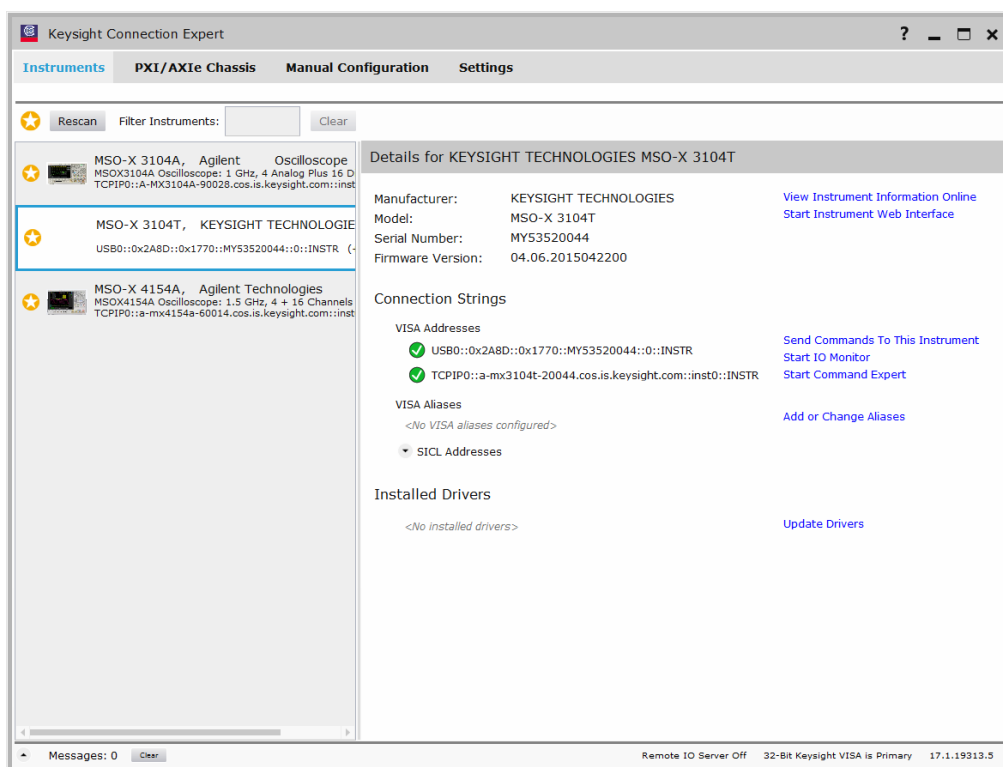 Keysight Connection Expert
?
Instruments PXI/AXIe Chassis Manual Configuration Settings
Rescan Filter Instruments: Clear
MSO-X 3104A, Agilent Oscilloscope
MSOX3104A Oscilloscope: 1 GHz, 4 Analog Plus 16 D
TCPIP0::A-MX3104A-90028.cos.is.keysight.com::inst
MSO-X 3104T, KEYSIGHT TECHNOLOGIE
USB0::0x2A8D::0x1770::MY53520044::0::INSTR (-
MSO-X 4154A, Agilent Technologies
MSOX4154A Oscilloscope: 1.5 GHz, 4 + 16 Channels
TCPIP0::a-mx4154a-60014.cos.is.keysight.com::inst
Details for KEYSIGHT TECHNOLOGIES MSO-X 3104T
Manufacturer: KEYSIGHT TECHNOLOGIES
Model: MSO-X 3104T
Serial Number: MY53520044
Firmware Version: 04.06.2015042200
View Instrument Information Online
Start Instrument Web Interface
Connection Strings
VISA Addresses
USB0::0x2A8D::0x1770::MY53520044::0::INSTR
TCPIP0::a-mx3104t-20044.cos.is.keysight.com::inst0::INSTR
Send Commands To This Instrument
Start IO Monitor
Start Command Expert
VISA Aliases
<No VISA aliases configured>
Add or Change Aliases
SICL Addresses
Installed Drivers
<No installed drivers>
Update Drivers
Messages: 0 Clear
Remote IO Server Off 32-Bit Keysight VISA is Primary 17.1.19313.5